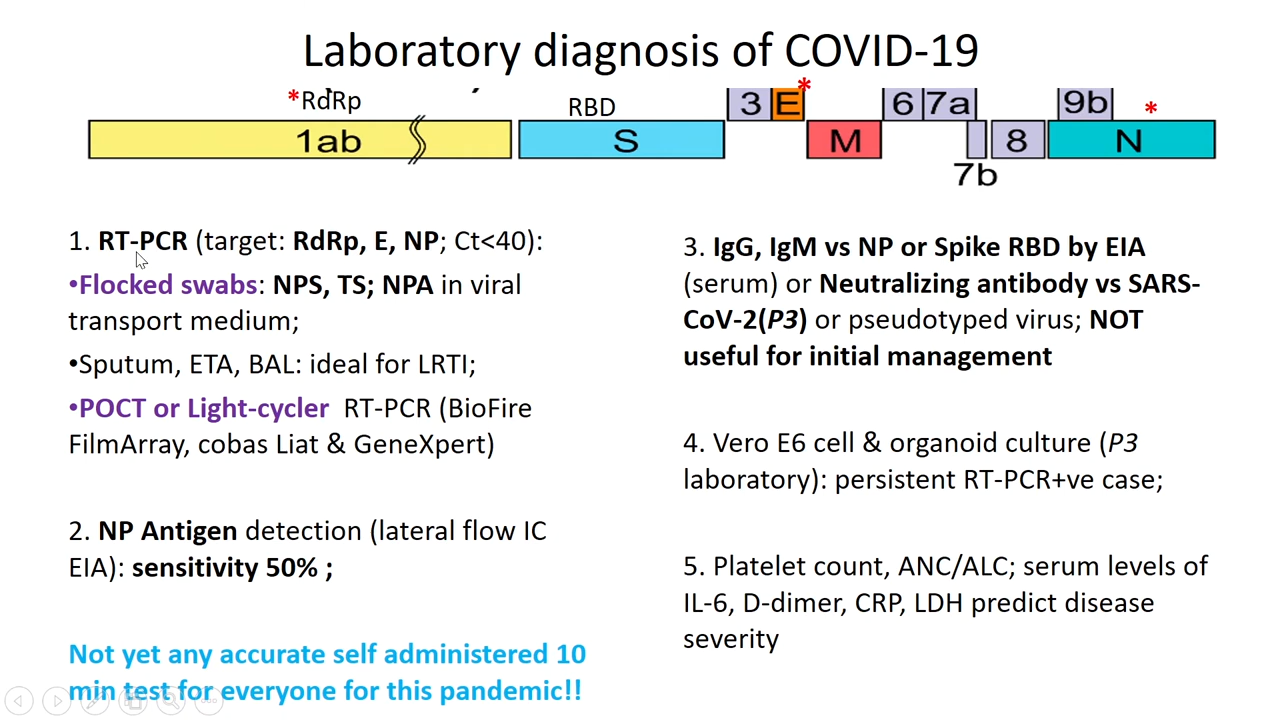 Laboratory diagnosis of COVID-19
*RdRp
RBD
3 E *
6 7a
9b *
1ab
S
M
8
N
7b
1. RT-PCR (target: RdRp, E, NP; Ct<40):
•Flocked swabs: NPS, TS; NPA in viral
transport medium;
•Sputum, ETA, BAL: ideal for LRTI;
•POCT or Light-cycler RT-PCR (BioFire
FilmArray, cobas Liat & GeneXpert)
2. NP Antigen detection (lateral flow IC
EIA): sensitivity 50% ;
Not yet any accurate self administered 10
min test for everyone for this pandemic!!
3. IgG, IgM vs NP or Spike RBD by EIA
(serum) or Neutralizing antibody vs SARS-
CoV-2(P3) or pseudotyped virus; NOT
useful for initial management
4. Vero E6 cell & organoid culture (P3
laboratory): persistent RT-PCR+ve case;
5. Platelet count, ANC/ALC; serum levels of
IL-6, D-dimer, CRP, LDH predict disease
severity